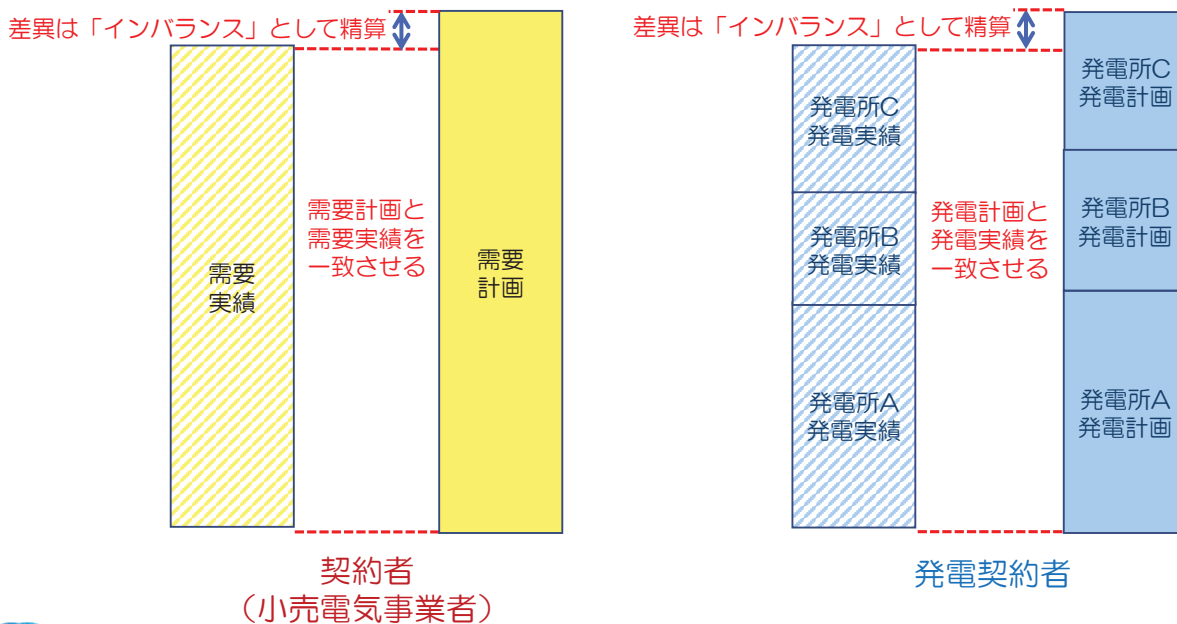 差異は「インバランス」として精算
需要
実績
需要計画と
需要実績を
一致させる
需要
計画
契約者
（小売電気事業者）
差異は「インバランス」として精算
発電所C
発電実績
発電所B
発電実績
発電所A
発電実績
発電計画と
発電実績を
一致させる
発電所C
発電計画
発電所B
発電計画
発電所A
発電計画
発電契約者